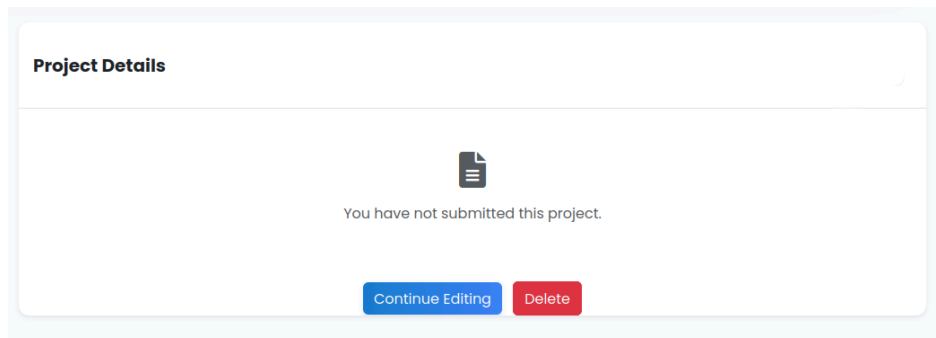 Project Details
You have not submitted this project.
Continue Editing Delete